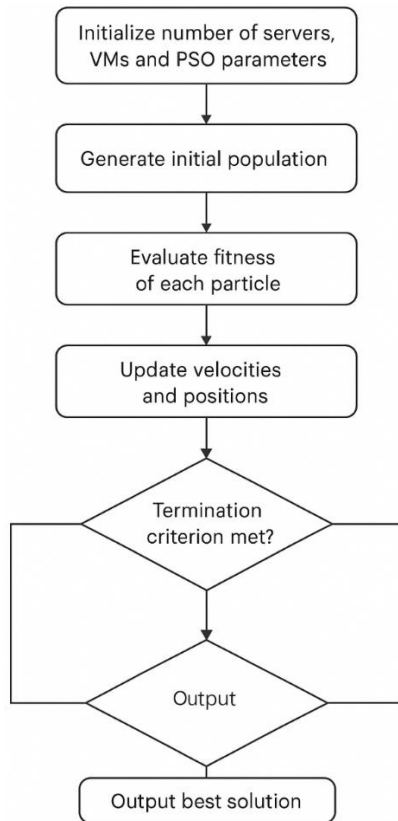 Initialize number of servers,
VMs and PSO parameters
Generate initial population
Evaluate fitness
of each particle
Update velocities
and positions
Termination
criterion met?
Output
Output best solution